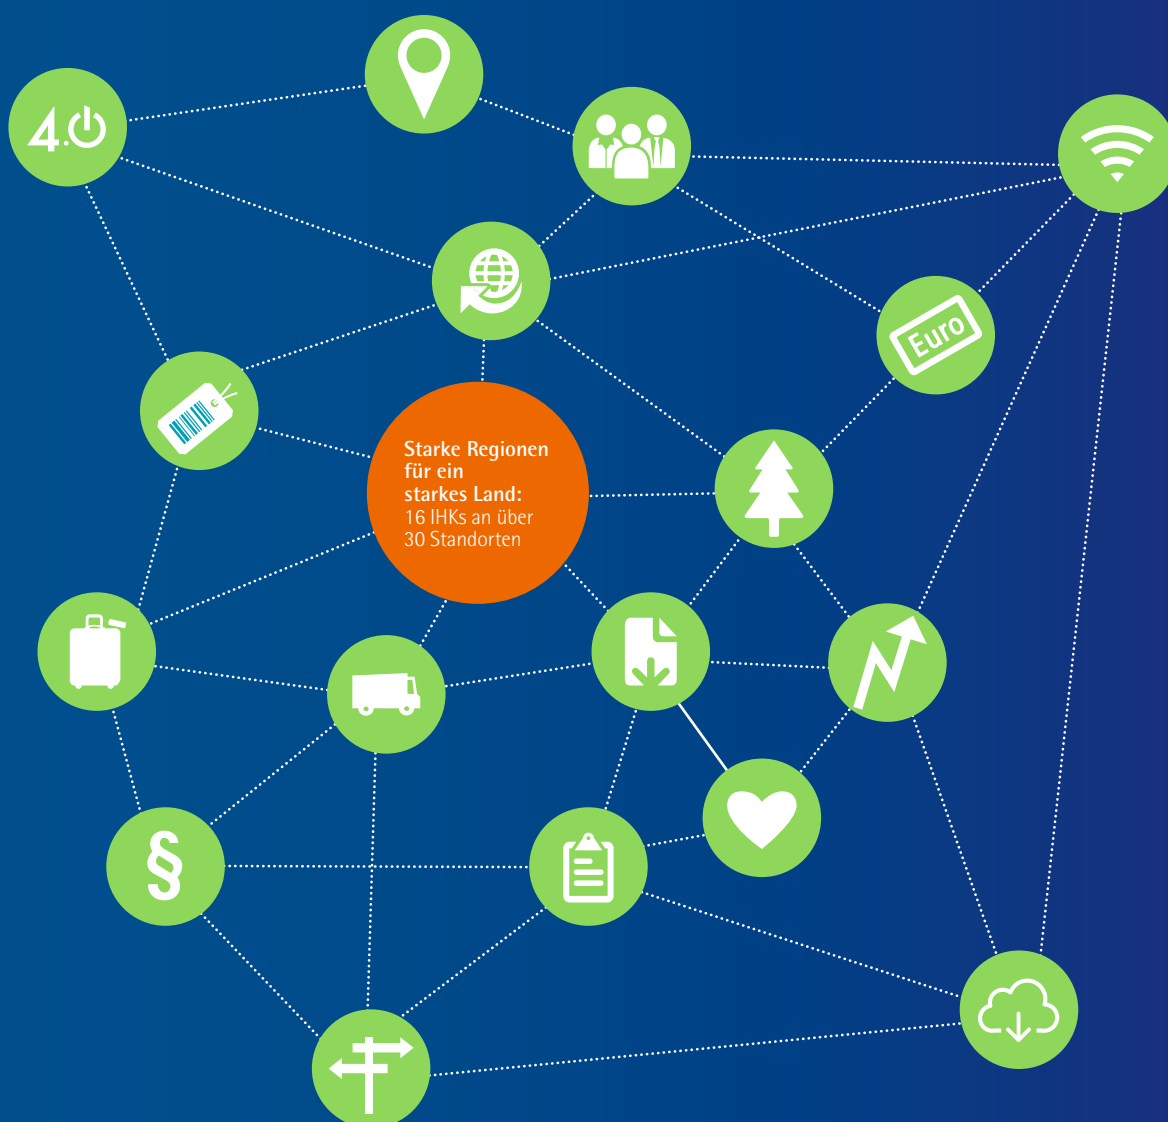 4.0
Euro
€
Starke Regionen
für ein
starkes Land:
16 IHKs an über
30 Standorten
§